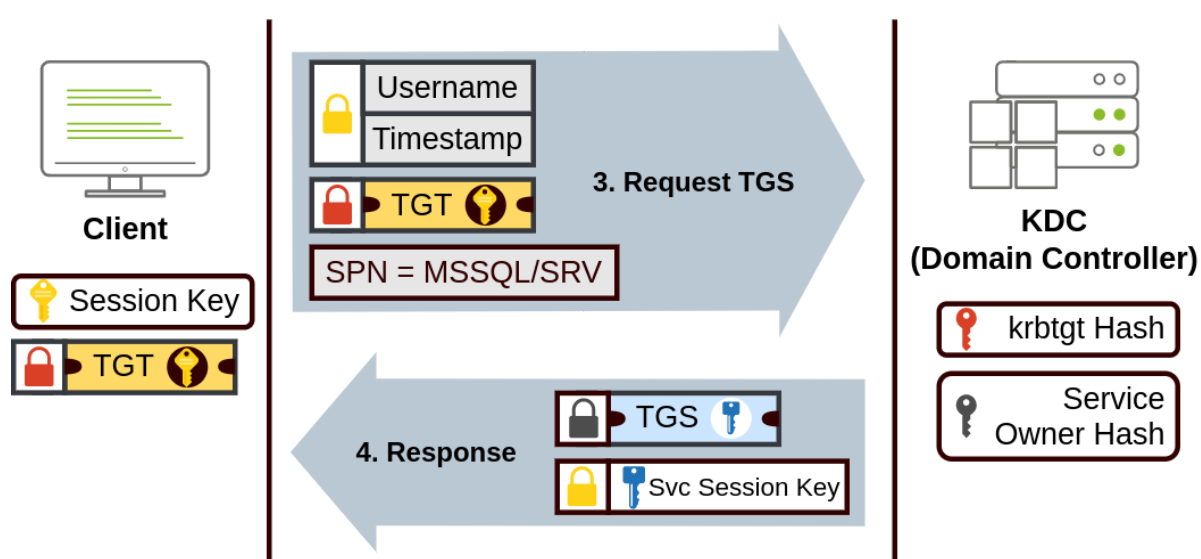 Client
Session Key
TGT
Username
Timestamp
TGT
SPN = MSSQL/SRV
3. Request TGS
4. Response
TGS
Svc Session Key
KDC
(Domain Controller)
krbtgt Hash
Service
Owner Hash